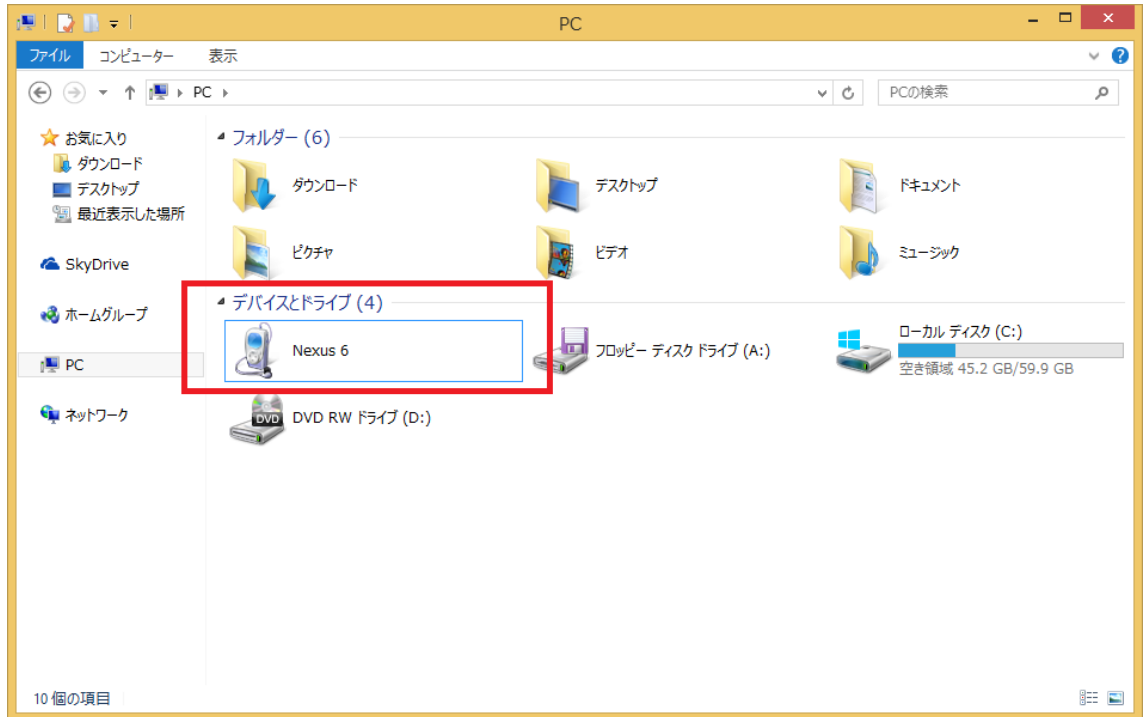 PC
ファイル コンピューター 表示
PC
PCの検索
お気に入り
ダウンロード
デスクトップ
最近表示した場所
SkyDrive
ホームグループ
PC
ネットワーク
フォルダー (6)
ダウンロード デスクトップ ドキュメント
ピクチャ ビデオ ミュージック
デバイスとドライブ (4)
Nexus 6 フロッピー ディスク ドライブ (A:) ローカル ディスク (C:)
空き領域 45.2 GB/59.9 GB
DVD DVD RW ドライブ (D:)
10 個の項目